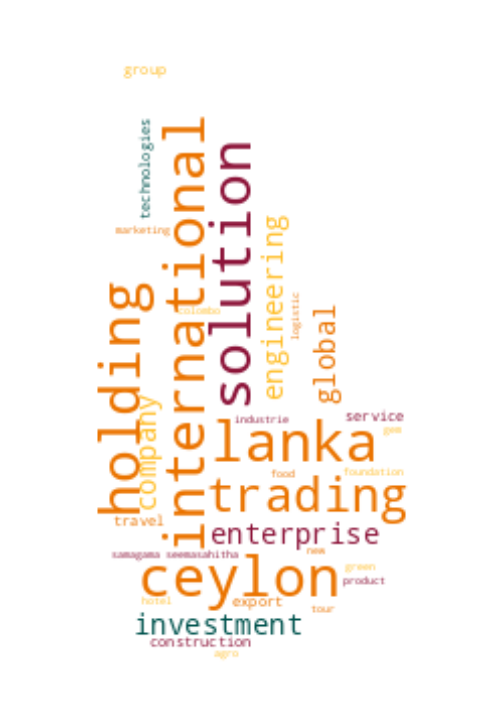 group
technologies
international
solution
marketing
engineering
holding
logistic
colombo
global
company
service
industrie
lanka
gem
food
foundation
trading
travel
enterprise
samagama seemasahitha
new
ceylon
green
product
hotel
export
tour
investment
construction
agro